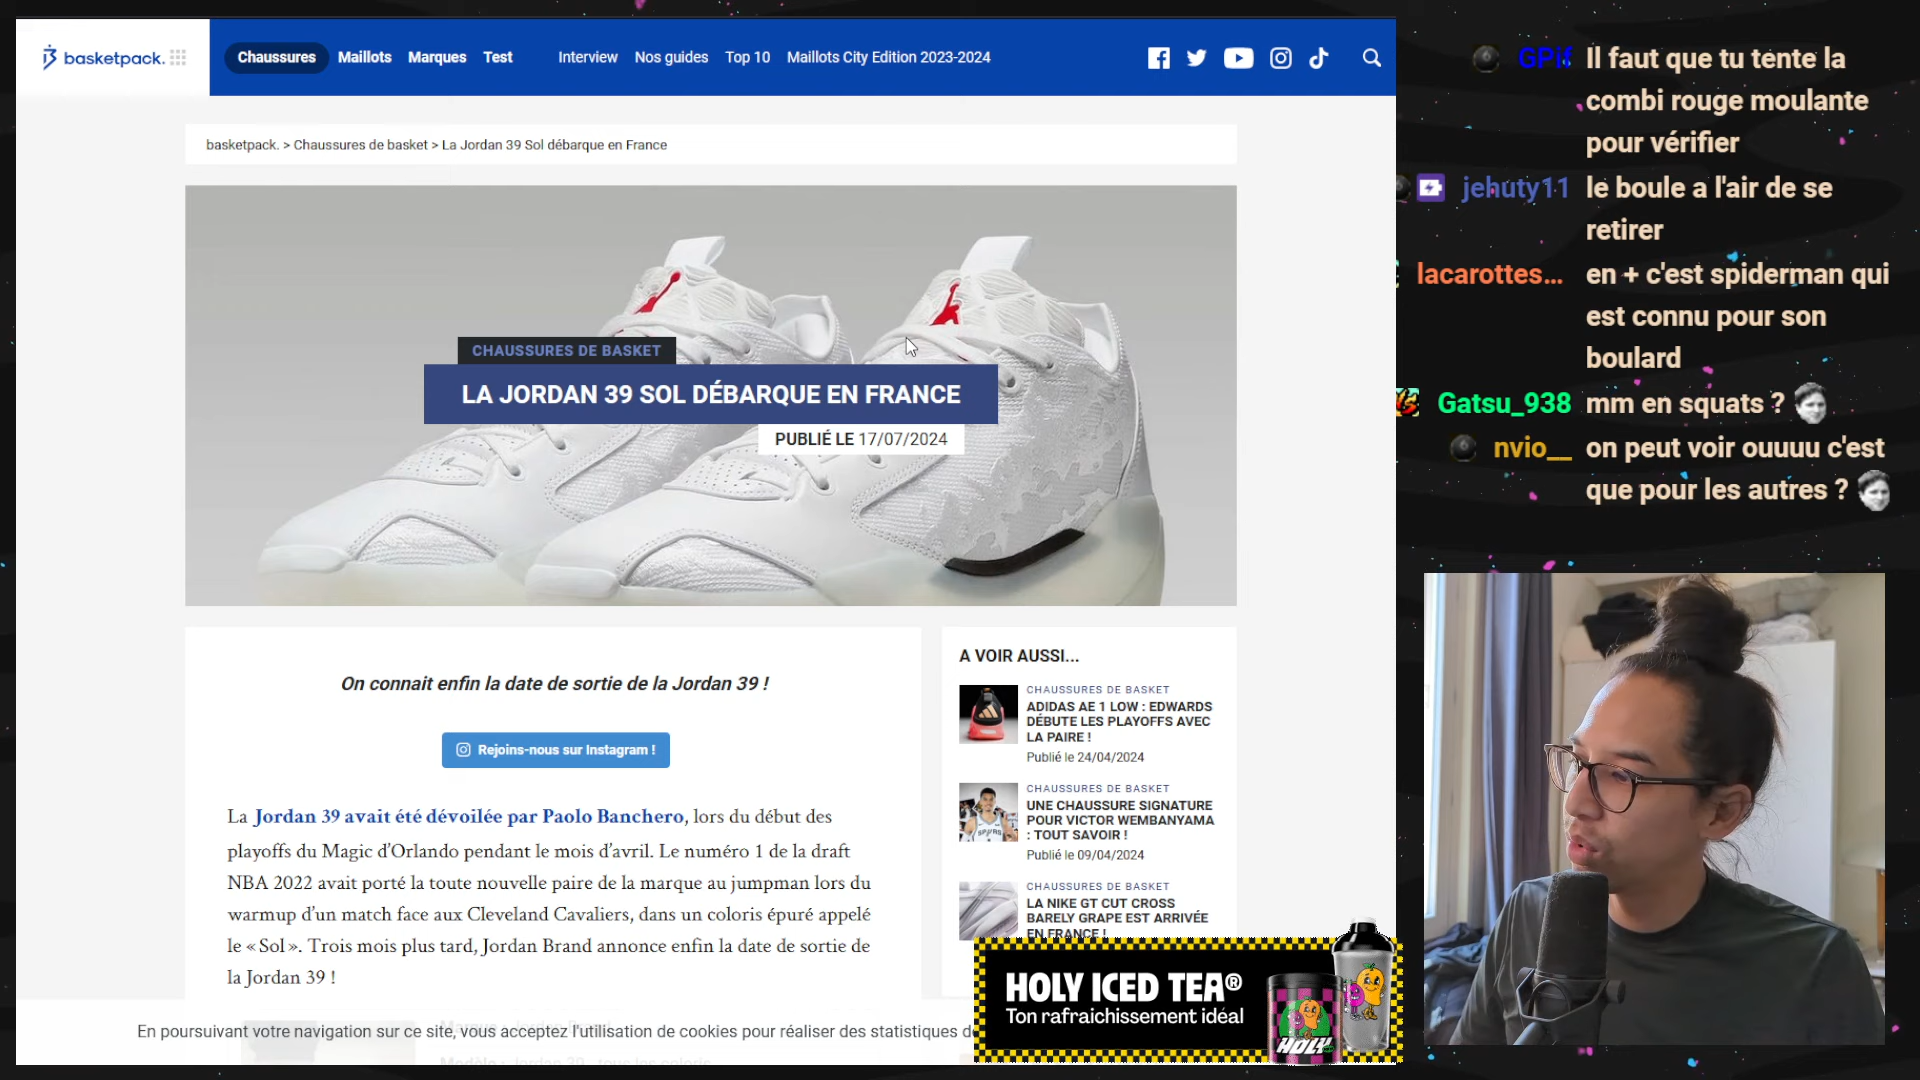 basketpack.
Chaussures Maillots Marques Test Interview Nos guides Top 10 Maillots City Edition 2023-2024
basketpack. > Chaussures de basket > La Jordan 39 Sol débarque en France
CHAUSSURES DE BASKET
LA JORDAN 39 SOL DÉBARQUE EN FRANCE
PUBLIÉ LE 17/07/2024
On connait enfin la date de sortie de la Jordan 39 !
Rejoins-nous sur Instagram !
La Jordan 39 avait été dévoilée par Paolo Banchero, lors du début des
playoffs du Magic d’Orlando pendant le mois d’avril. Le numéro 1 de la draft
NBA 2022 avait porté la toute nouvelle paire de la marque au jumpman lors du
warmup d’un match face aux Cleveland Cavaliers, dans un coloris épuré appelé
le « Sol ». Trois mois plus tard, Jordan Brand annonce enfin la date de sortie de
la Jordan 39 !
En poursuivant votre navigation sur ce site, vous acceptez l'utilisation de cookies pour réaliser des statistiques
A VOIR AUSSI...
CHAUSSURES DE BASKET
ADIDAS AE 1 LOW : EDWARDS
DÉBUTE LES PLAYOFFS AVEC
LA PAIRE !
Publié le 24/04/2024
CHAUSSURES DE BASKET
UNE CHAUSSURE SIGNATURE
POUR VICTOR WEMBANYAMA
: TOUT SAVOIR !
Publié le 09/04/2024
CHAUSSURES DE BASKET
LA NIKE GT CUT CROSS
BARELY GRAPE EST ARRIVÉE
EN FRANCE !
HOLY ICED TEA®
Ton rafraichissement idéal
HOLY
GPif Il faut que tu tente la
combi rouge moulante
pour vérifier
jehuty11 le boule a l'air de se
retirer
lacarottes... en + c'est spiderman qui
est connu pour son
boulard
Gatsu_938 mm en squats ?
nvio__ on peut voir ouuuu c'est
que pour les autres ?